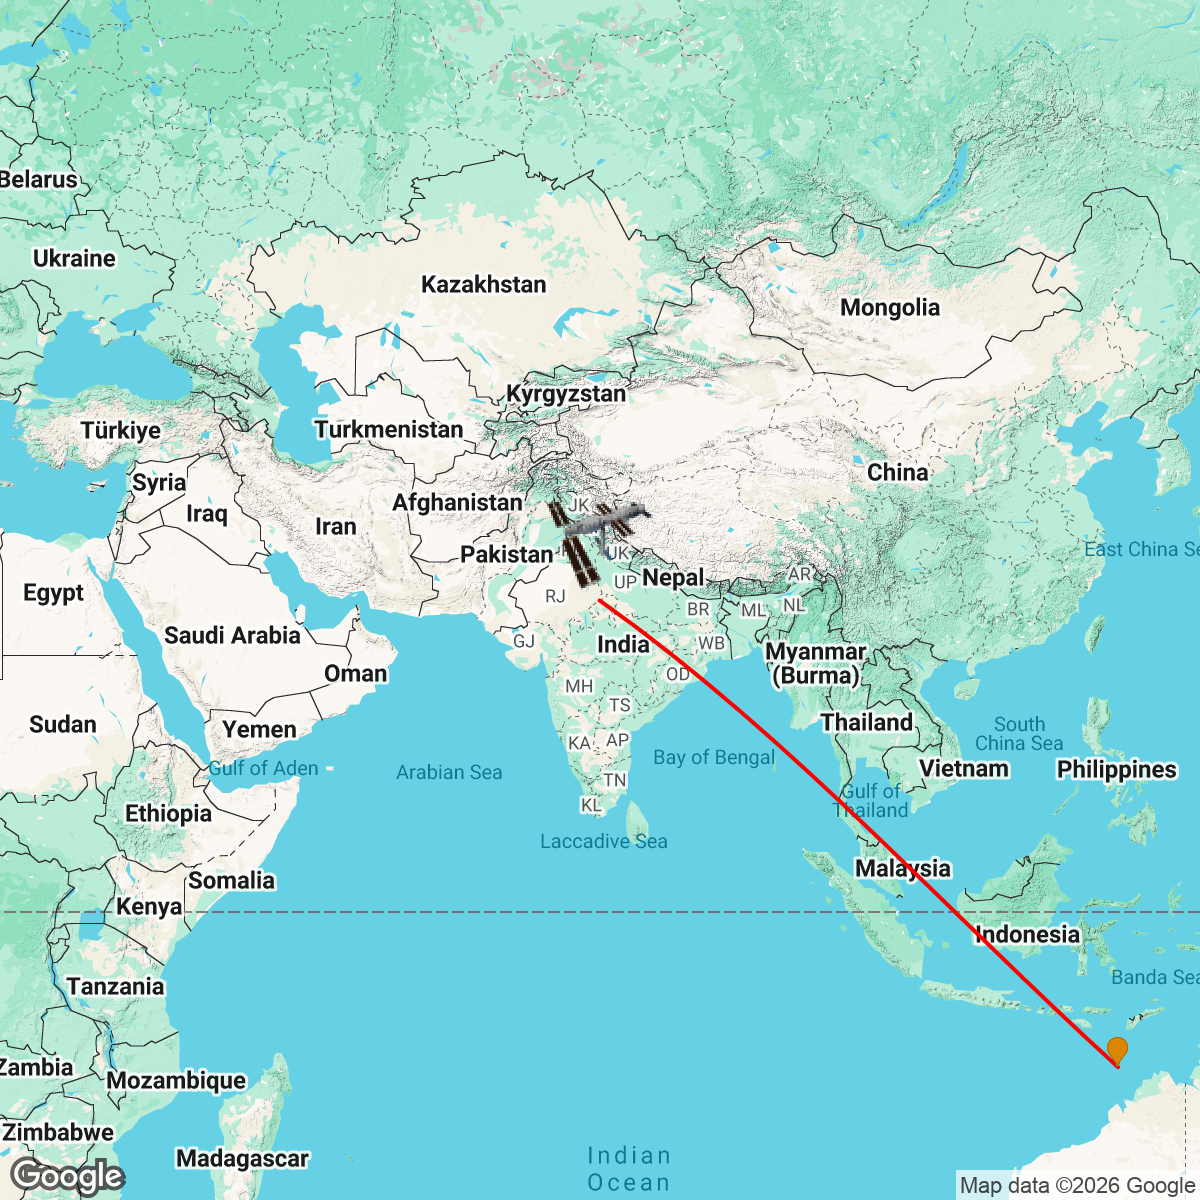 Belarus
Ukraine
Kazakhstan
Mongolia
Kyrgyzstan
Türkiye
Turkmenistan
China
Syria
Afghanistan
JK
Iraq
Iran
Pakistan
UK
East China Se
Egypt
RJ
UP
Nepal
AR
BR
ML
NL
Saudi Arabia
GJ
India
WB
Myanmar
(Burma)
Oman
OD
MH
TS
Sudan
Yemen
KA
AP
Thailand
South
China Sea
Gulf of Aden
Arabian Sea
Bay of Bengal
Vietnam
Philippines
TN
Gulf of
Thailand
Ethiopia
KL
Laccadive Sea
Malaysia
Somalia
Kenya
Indonesia
Banda Sea
Tanzania
Zambia
Mozambique
Zimbabwe
Madagascar
Indian
Ocean
Google
Map data ©2026 Google